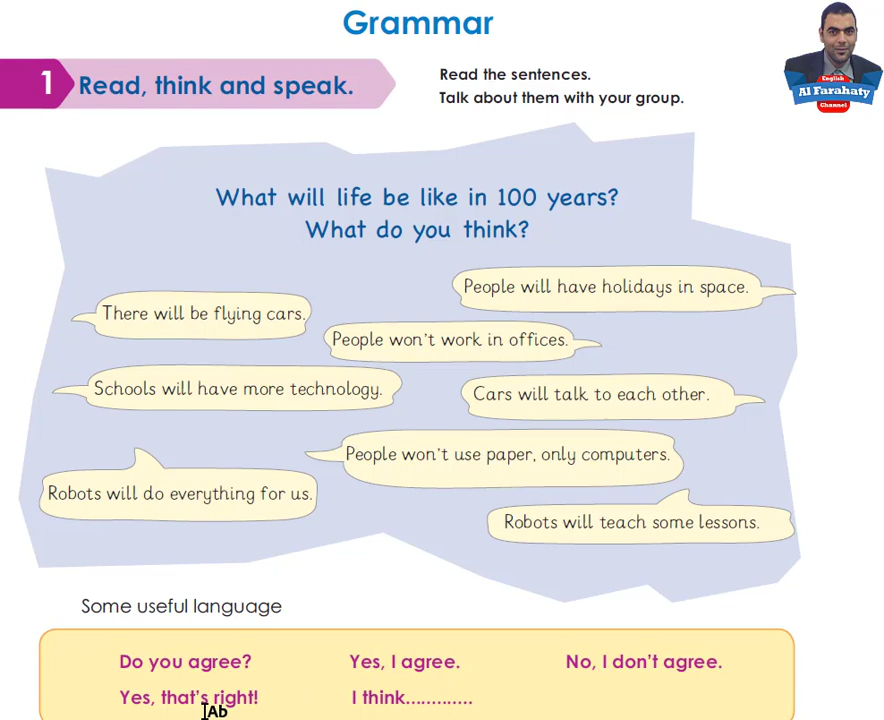 Grammar
1 Read, think and speak.
Read the sentences.
Talk about them with your group.
English
Al Farahaty
Channel
What will life be like in 100 years?
What do you think?
People will have holidays in space.
There will be flying cars.
People won't work in offices.
Schools will have more technology.
Cars will talk to each other.
People won't use paper, only computers.
Robots will do everything for us.
Robots will teach some lessons.
Some useful language
Do you agree? Yes, I agree. No, I don't agree.
Yes, that's right! I think.............
Ab